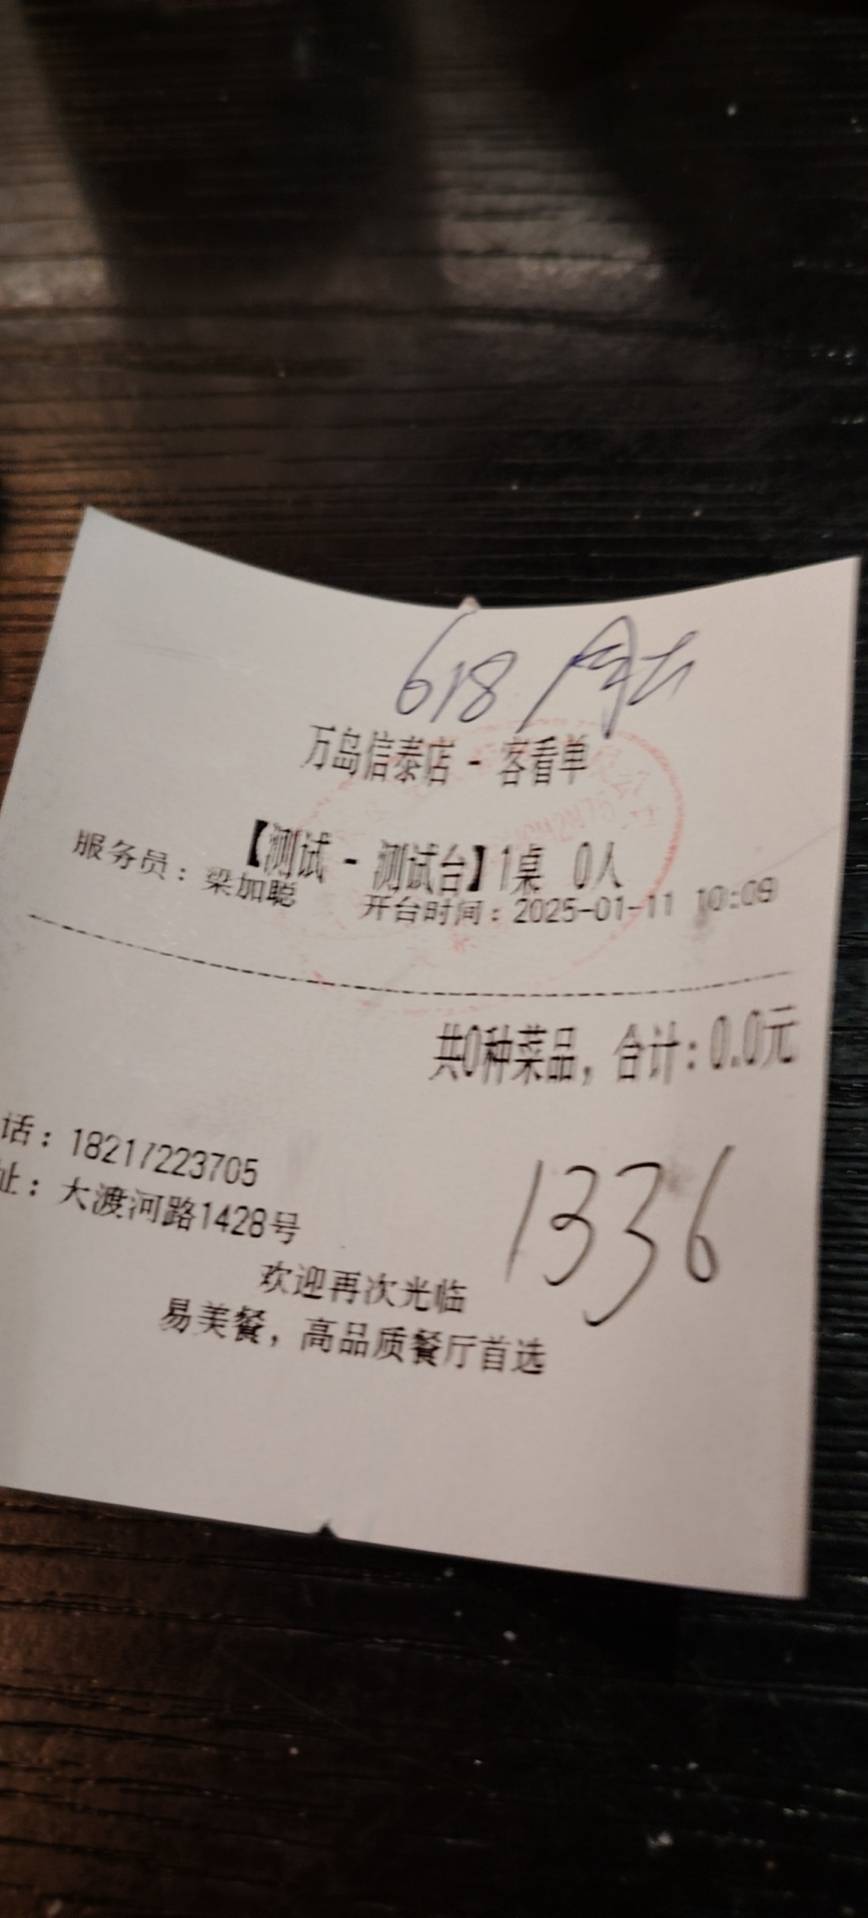 618
万岛信泰店 - 客看单
【测试 - 测试台】1桌 0人
服务员：梁加聪 开台时间：2025-01-11 10:09
共0种菜品，合计：0.0元
话：18217223705
址：大渡河路1428号
1336
欢迎再次光临
易美餐，高品质餐厅首选